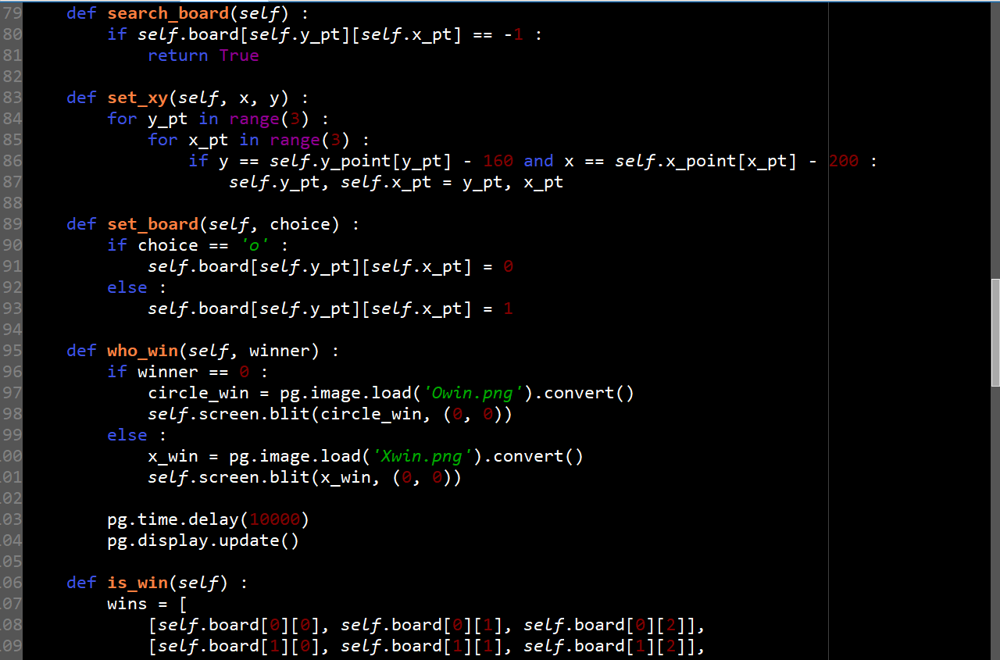 79 def search_board(self) :
80 if self.board[self.y_pt][self.x_pt] == -1 :
81 return True
82
83 def set_xy(self, x, y) :
84 for y_pt in range(3) :
85 for x_pt in range(3) :
86 if y == self.y_point[y_pt] - 160 and x == self.x_point[x_pt] - 200 :
87 self.y_pt, self.x_pt = y_pt, x_pt
88
89 def set_board(self, choice) :
90 if choice == 'o' :
91 self.board[self.y_pt][self.x_pt] = 0
92 else :
93 self.board[self.y_pt][self.x_pt] = 1
94
95 def who_win(self, winner) :
96 if winner == 0 :
97 circle_win = pg.image.load('Owin.png').convert()
98 self.screen.blit(circle_win, (0, 0))
99 else :
00 x_win = pg.image.load('Xwin.png').convert()
01 self.screen.blit(x_win, (0, 0))
02
03 pg.time.delay(10000)
04 pg.display.update()
05
06 def is_win(self) :
07 wins = [
08 [self.board[0][0], self.board[0][1], self.board[0][2]],
09 [self.board[1][0], self.board[1][1], self.board[1][2]],